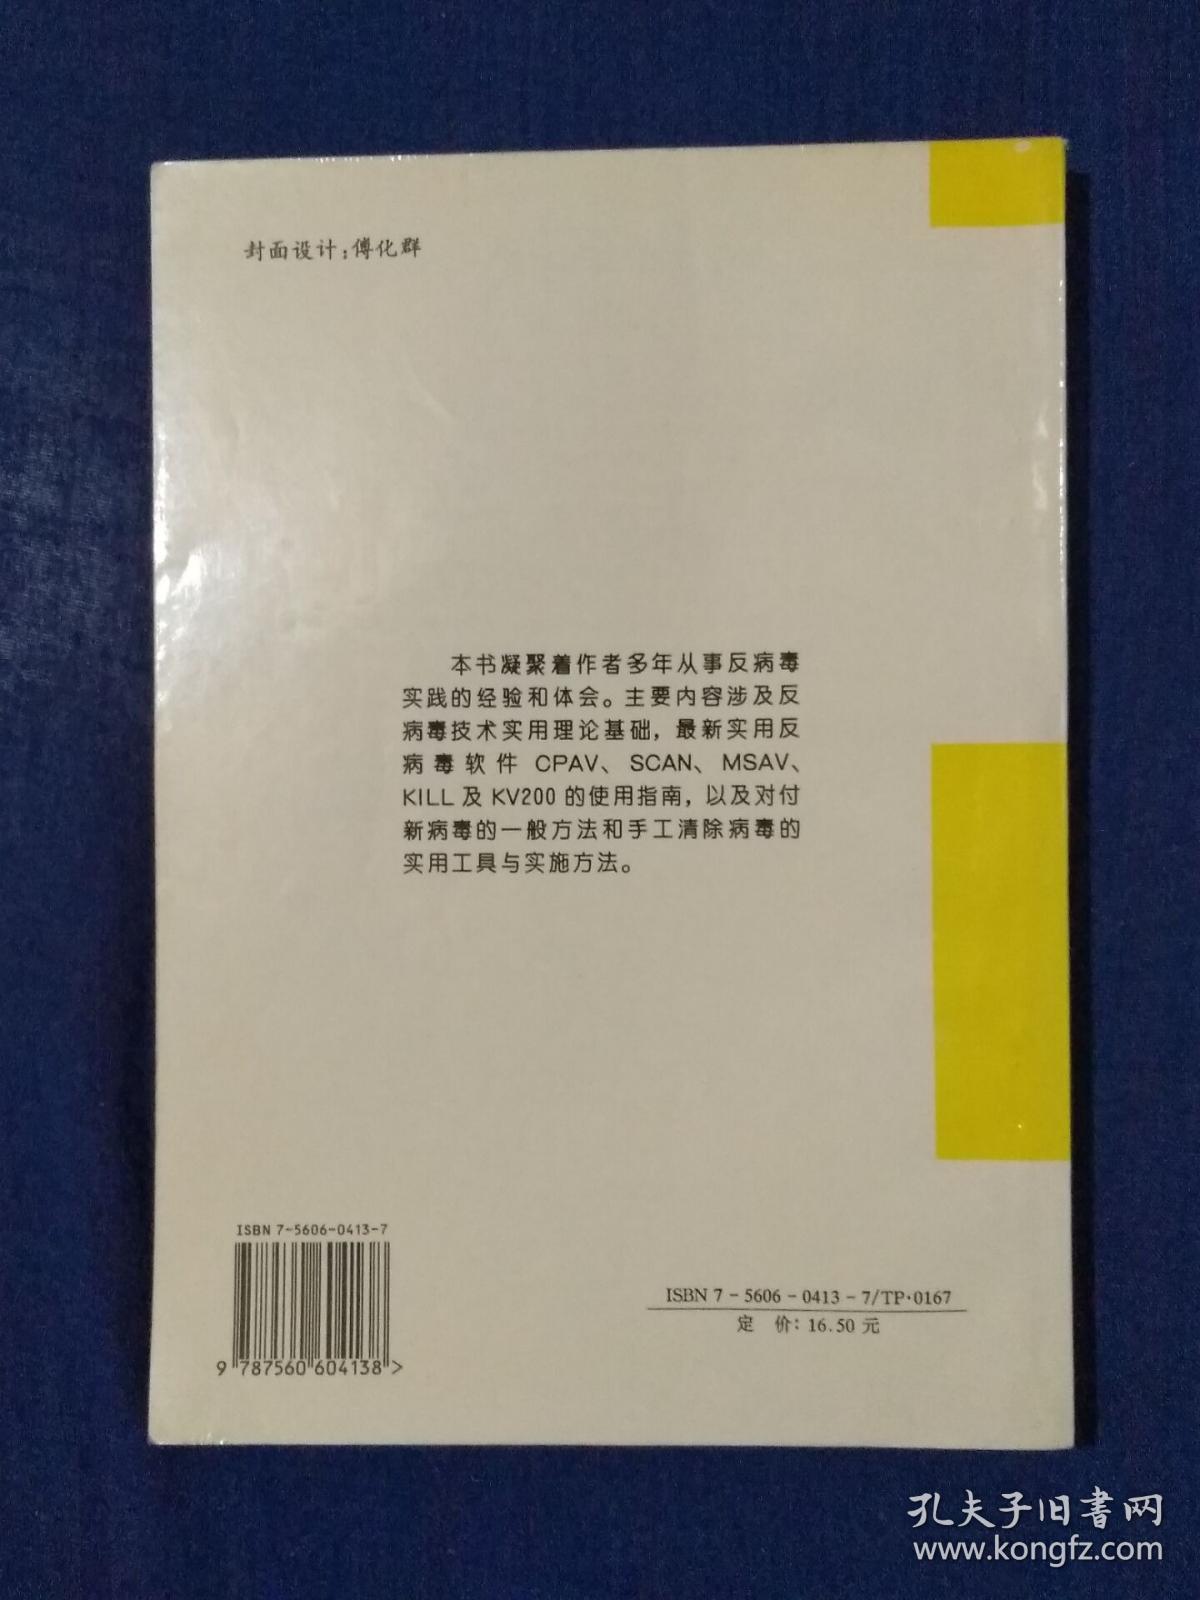 封面设计：傅化群
本书凝聚着作者多年从事反病毒
实践的经验和体会。主要内容涉及反
病毒技术实用理论基础，最新实用反
病毒软件 CPAV、SCAN、MSAV、
KILL 及 KV200 的使用指南，以及对付
新病毒的一般方法和手工清除病毒的
实用工具与实施方法。
ISBN 7-5606-0413-7
9 787560 604138 >
ISBN 7 - 5606 - 0413 - 7/TP·0167
定 价：16.50 元
孔夫子旧书网
www.kongfz.com